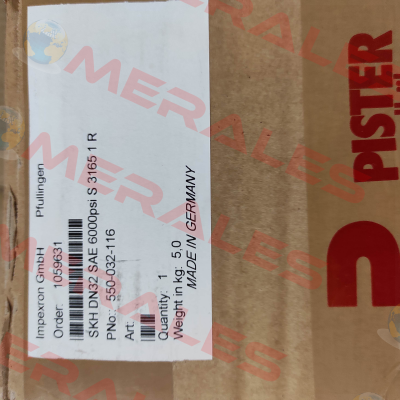 Impexron GmbH Pfullingen
Order: 1059631
SKH DN32 SAE 6000psi S 3165 1 R
PNo.: 550-032-116
Art:
Quantity: 1
Weight in kg: 5,0
MADE IN GERMANY
PISTER
MERALES
MERALES
MERALES